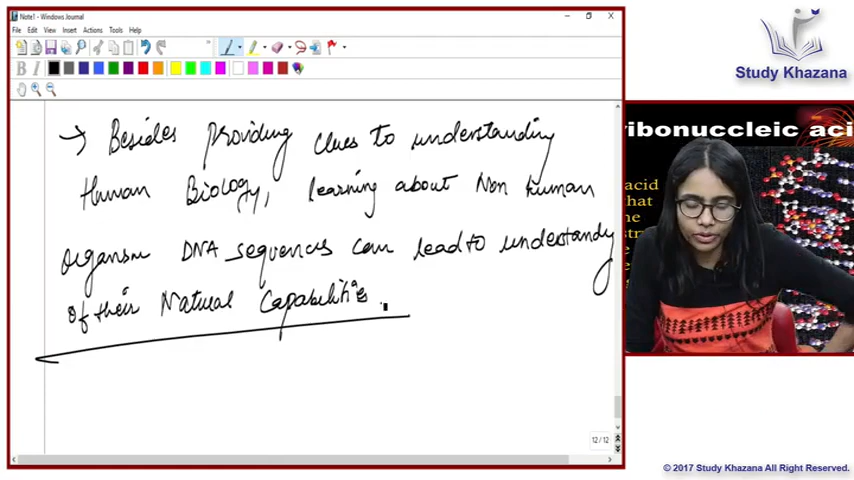 Note1 - Windows Journal
File Edit View Insert Actions Tools Help
B I
→ Besides providing clues to understanding
Human Biology, learning about Non human
organism DNA sequences can lead to understanding
of their Natural Capabilities.
12/12
Study Khazana
ribonuccleic aci
acid
hat
ne
© 2017 Study Khazana All Right Reserved.